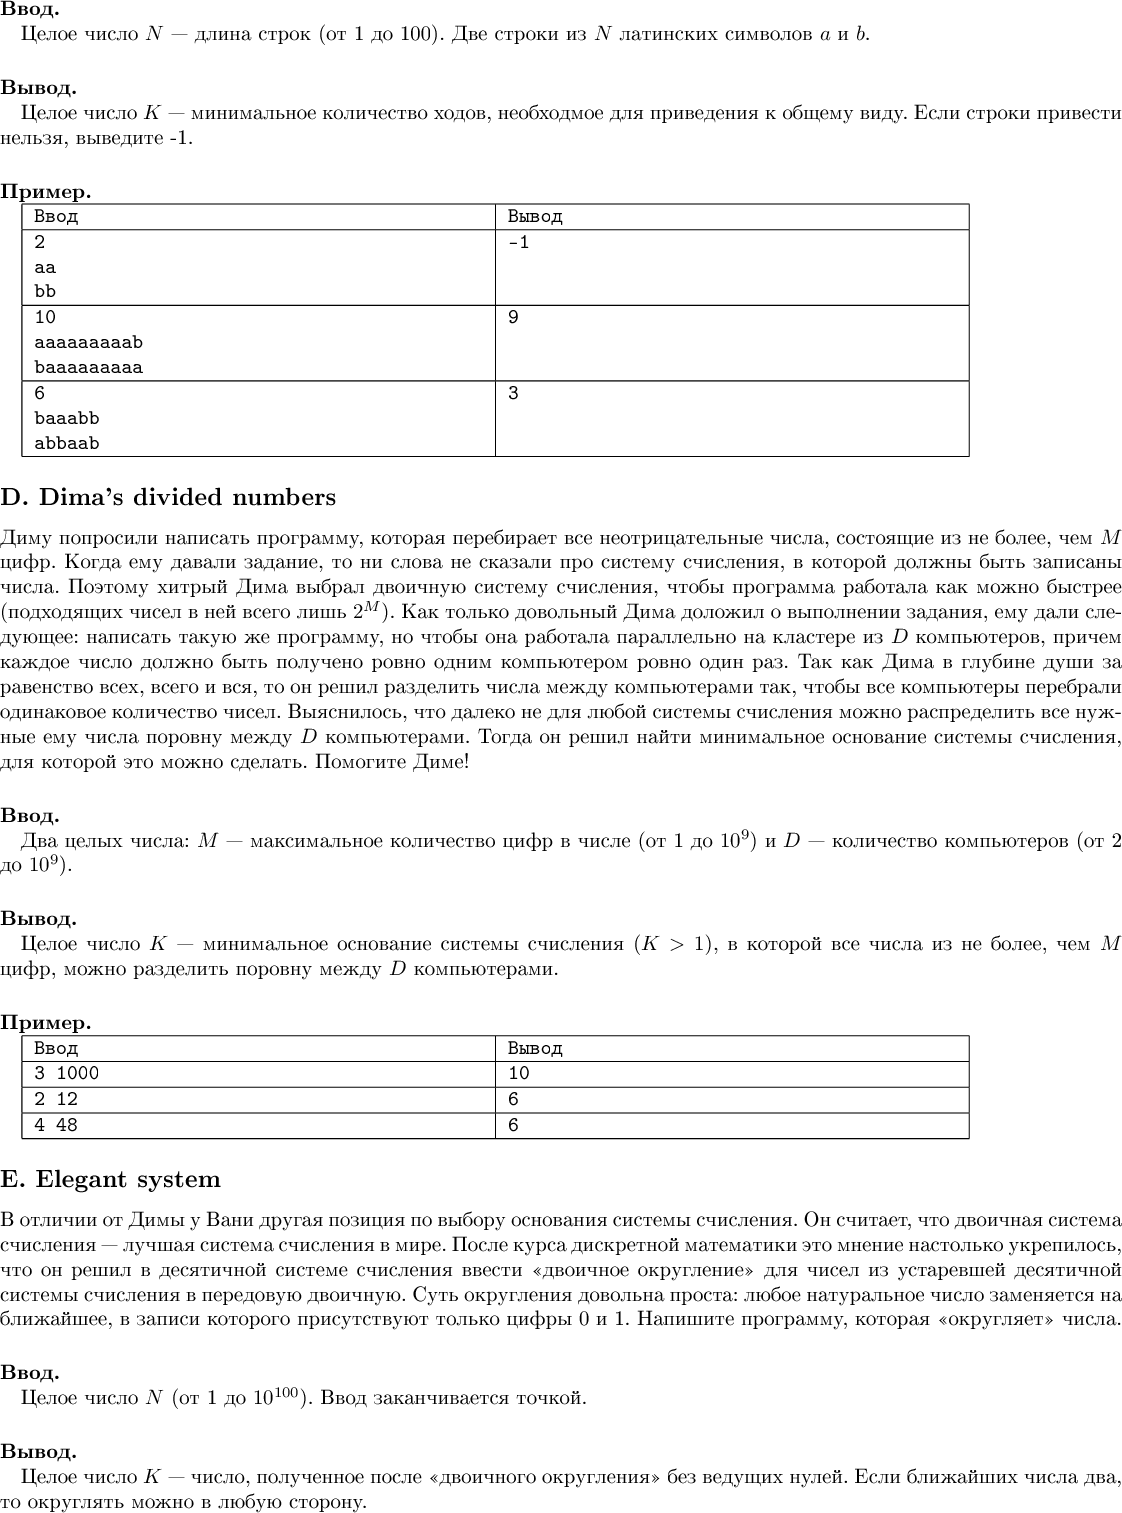 Ввод.
Целое число N — длина строк (от 1 до 100). Две строки из N латинских символов a и b.
Вывод.
Целое число K — минимальное количество ходов, необходмое для приведения к общему виду. Если строки привести
нельзя, выведите -1.
Пример.
Ввод Вывод
2 -1
aa
bb
10 9
aaaaaaaaab
baaaaaaaaa
6 3
baaabb
abbaab
D. Dima's divided numbers
Диму попросили написать программу, которая перебирает все неотрицательные числа, состоящие из не более, чем M
цифр. Когда ему давали задание, то ни слова не сказали про систему счисления, в которой должны быть записаны
числа. Поэтому хитрый Дима выбрал двоичную систему счисления, чтобы программа работала как можно быстрее
(подходящих чисел в ней всего лишь 2^M). Как только довольный Дима доложил о выполнении задания, ему дали сле-
дующее: написать такую же программу, но чтобы она работала параллельно на кластере из D компьютеров, причем
каждое число должно быть получено ровно одним компьютером ровно один раз. Так как Дима в глубине души за
равенство всех, всего и вся, то он решил разделить числа между компьютерами так, чтобы все компьютеры перебрали
одинаковое количество чисел. Выяснилось, что далеко не для любой системы счисления можно распределить все нуж-
ные ему числа поровну между D компьютерами. Тогда он решил найти минимальное основание системы счисления,
для которой это можно сделать. Помогите Диме!
Ввод.
Два целых числа: M — максимальное количество цифр в числе (от 1 до 10^9) и D — количество компьютеров (от 2
до 10^9).
Вывод.
Целое число K — минимальное основание системы счисления (K > 1), в которой все числа из не более, чем M
цифр, можно разделить поровну между D компьютерами.
Пример.
Ввод Вывод
3 1000 10
2 12 6
4 48 6
E. Elegant system
В отличии от Димы у Вани другая позиция по выбору основания системы счисления. Он считает, что двоичная система
счисления — лучшая система счисления в мире. После курса дискретной математики это мнение настолько укрепилось,
что он решил в десятичной системе счисления ввести «двоичное округление» для чисел из устаревшей десятичной
системы счисления в передовую двоичную. Суть округления довольна проста: любое натуральное число заменяется на
ближайшее, в записи которого присутствуют только цифры 0 и 1. Напишите программу, которая «округляет» числа.
Ввод.
Целое число N (от 1 до 10^100). Ввод заканчивается точкой.
Вывод.
Целое число K — число, полученное после «двоичного округления» без ведущих нулей. Если ближайших числа два,
то округлять можно в любую сторону.